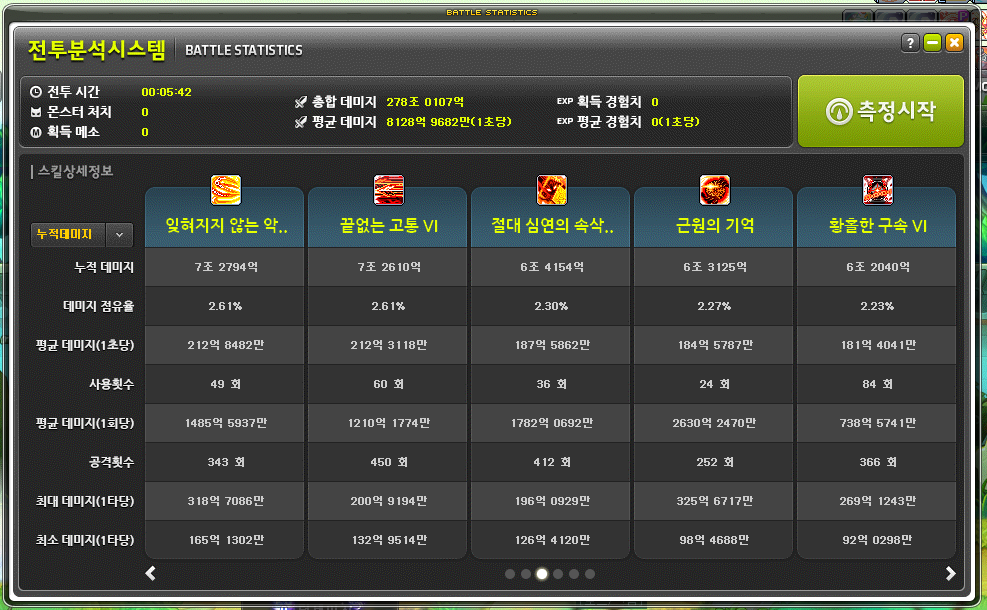 BATTLE STATISTICS
전투분석시스템 BATTLE STATISTICS
전투 시간 00:05:42
몬스터 처치 0
획득 메소 0
총합 데미지 278조 0107억
평균 데미지 8128억 9682만(1초당)
EXP 획득 경험치 0
EXP 평균 경험치 0(1초당)
측정시작
스킬상세정보
누적데미지
잊혀지지 않는 악.. 끝없는 고통 VI 절대 심연의 속삭.. 근원의 기억 황홀한 구속 VI
누적 데미지 7조 2794억 7조 2610억 6조 4154억 6조 3125억 6조 2040억
데미지 점유율 2.61% 2.61% 2.30% 2.27% 2.23%
평균 데미지(1초당) 212억 8482만 212억 3118만 187억 5862만 184억 5787만 181억 4041만
사용횟수 49 회 60 회 36 회 24 회 84 회
평균 데미지(1회당) 1485억 5937만 1210억 1774만 1782억 0692만 2630억 2470만 738억 5741만
공격횟수 343 회 450 회 412 회 252 회 366 회
최대 데미지(1타당) 318억 7086만 200억 9194만 196억 0929만 325억 6717만 269억 1243만
최소 데미지(1타당) 165억 1302만 132억 9514만 126억 4120만 98억 4688만 92억 0298만